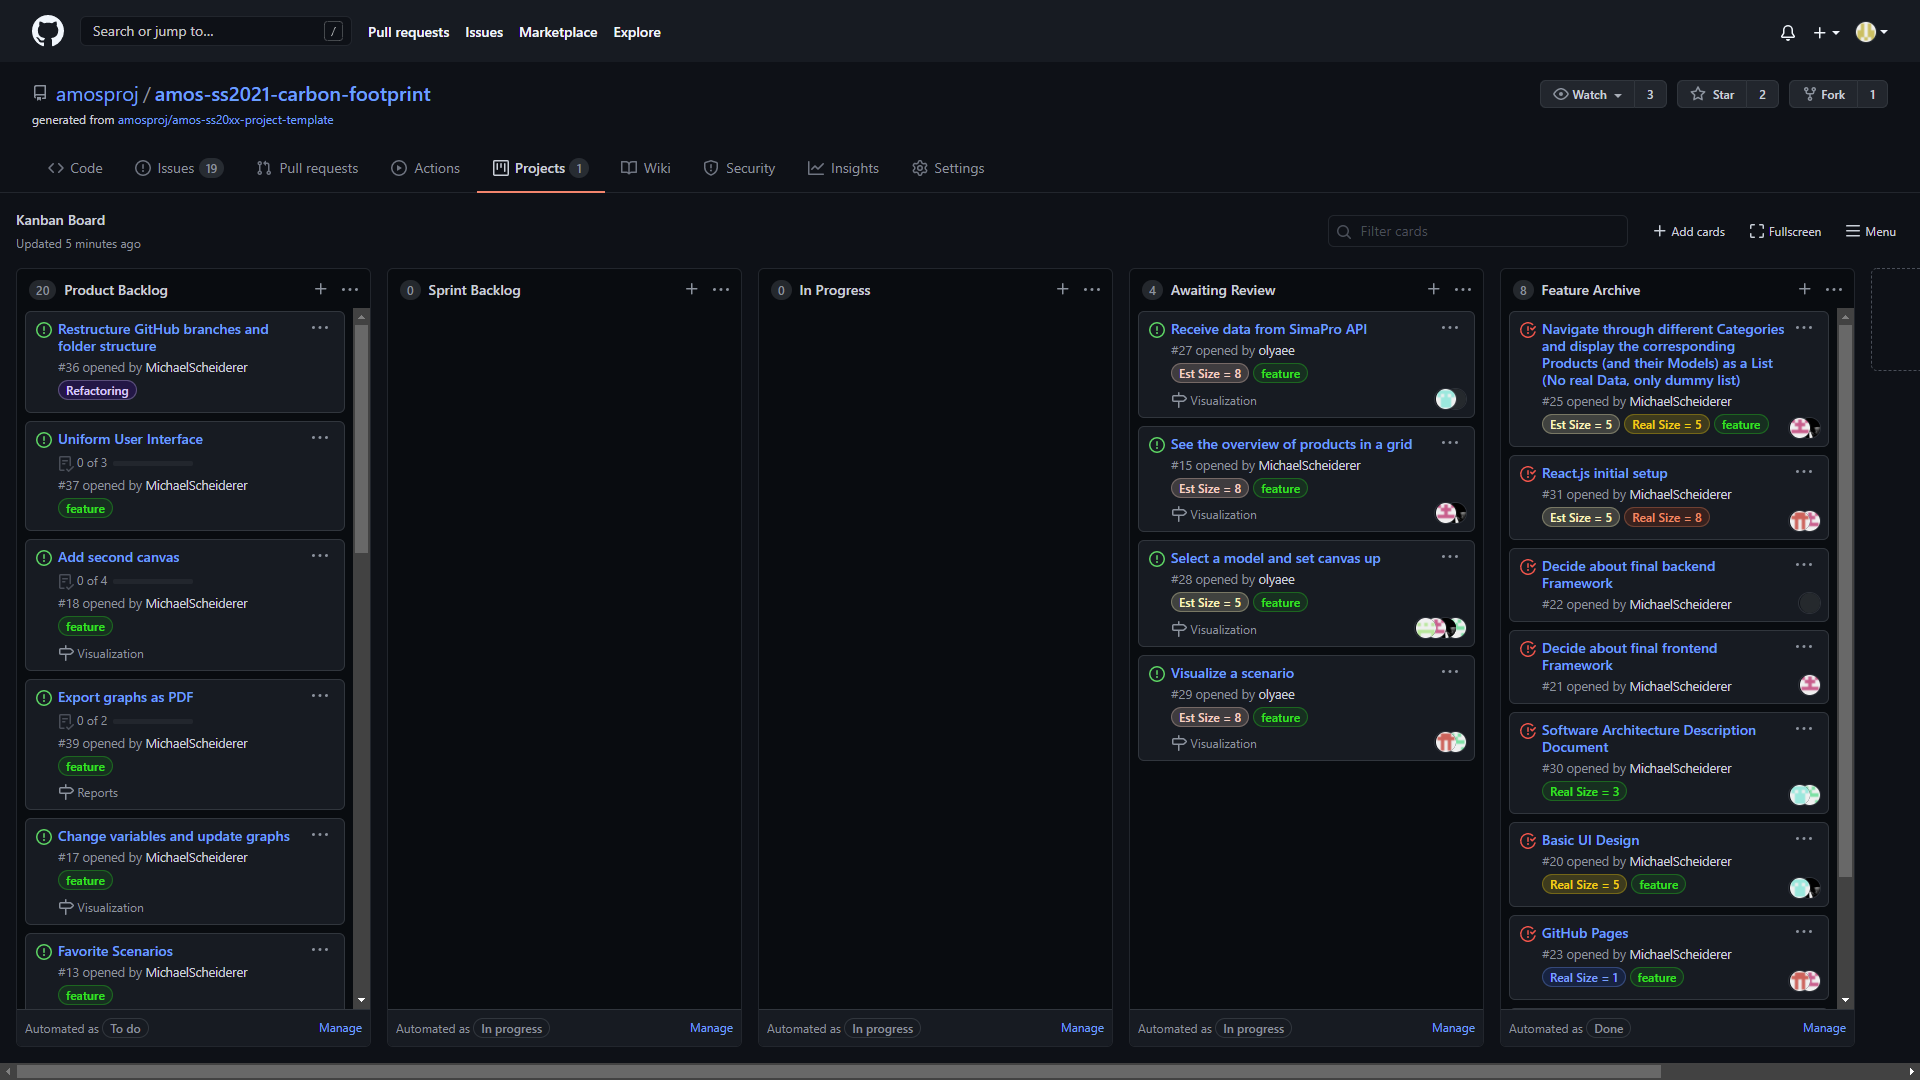 Search or jump to...
/
Pull requests
Issues
Marketplace
Explore
amosproj / amos-ss2021-carbon-footprint
generated from amosproj/amos-ss20xx-project-template
Watch 3
Star 2
Fork 1
Code
Issues 19
Pull requests
Actions
Projects 1
Wiki
Security
Insights
Settings
Kanban Board
Updated 5 minutes ago
Filter cards
Add cards
Fullscreen
Menu
20 Product Backlog
Restructure GitHub branches and
folder structure
#36 opened by MichaelScheiderer
Refactoring
Uniform User Interface
0 of 3
#37 opened by MichaelScheiderer
feature
Add second canvas
0 of 4
#18 opened by MichaelScheiderer
feature
Visualization
Export graphs as PDF
0 of 2
#39 opened by MichaelScheiderer
feature
Reports
Change variables and update graphs
#17 opened by MichaelScheiderer
feature
Visualization
Favorite Scenarios
#13 opened by MichaelScheiderer
feature
Automated as To do
Manage
0 Sprint Backlog
Automated as In progress
Manage
0 In Progress
Automated as In progress
Manage
4 Awaiting Review
Receive data from SimaPro API
#27 opened by olyaee
Est Size = 8 feature
Visualization
See the overview of products in a grid
#15 opened by MichaelScheiderer
Est Size = 8 feature
Visualization
Select a model and set canvas up
#28 opened by olyaee
Est Size = 5 feature
Visualization
Visualize a scenario
#29 opened by olyaee
Est Size = 8 feature
Visualization
Automated as In progress
Manage
8 Feature Archive
Navigate through different Categories
and display the corresponding
Products (and their Models) as a List
(No real Data, only dummy list)
#25 opened by MichaelScheiderer
Est Size = 5 Real Size = 5 feature
React.js initial setup
#31 opened by MichaelScheiderer
Est Size = 5 Real Size = 8
Decide about final backend
Framework
#22 opened by MichaelScheiderer
Decide about final frontend
Framework
#21 opened by MichaelScheiderer
Software Architecture Description
Document
#30 opened by MichaelScheiderer
Real Size = 3
Basic UI Design
#20 opened by MichaelScheiderer
Real Size = 5 feature
GitHub Pages
#23 opened by MichaelScheiderer
Real Size = 1 feature
Automated as Done
Manage